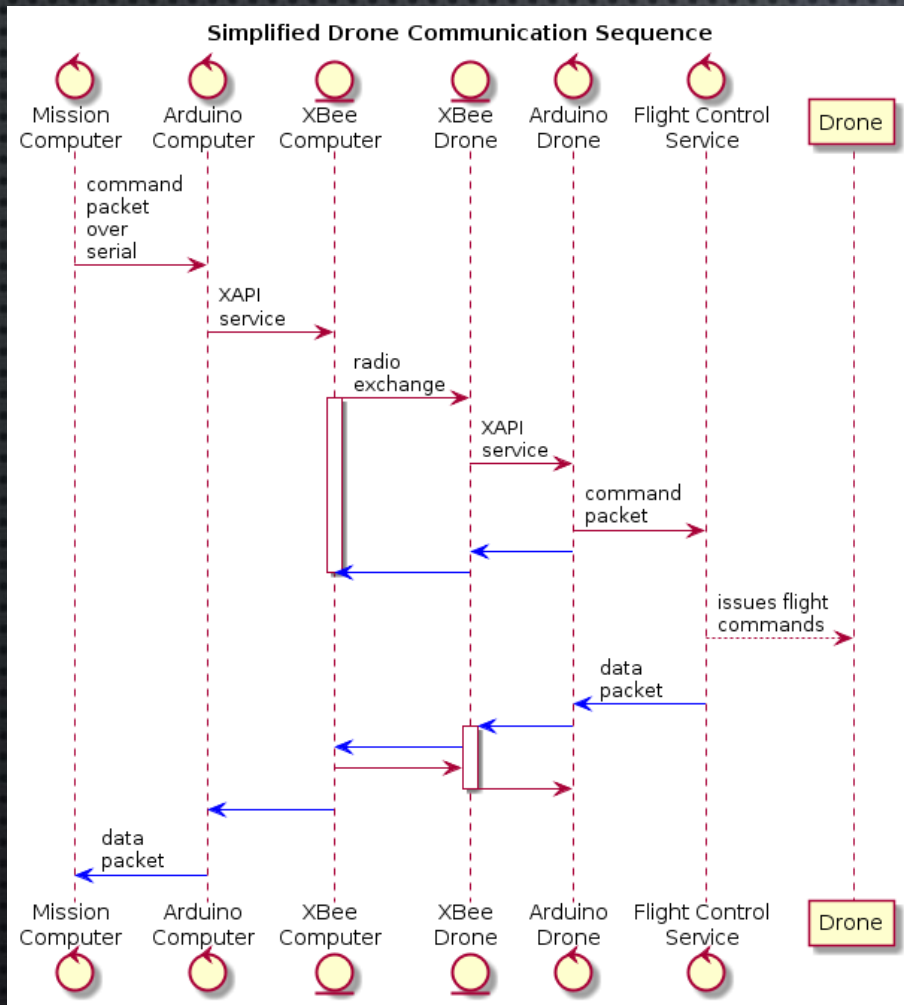 Simplified Drone Communication Sequence
Mission
Computer
Arduino
Computer
XBee
Computer
XBee
Drone
Arduino
Drone
Flight Control
Service
Drone
command
packet
over
serial
XAPI
service
radio
exchange
XAPI
service
command
packet
issues flight
commands
data
packet
data
packet
Mission
Computer
Arduino
Computer
XBee
Computer
XBee
Drone
Arduino
Drone
Flight Control
Service
Drone